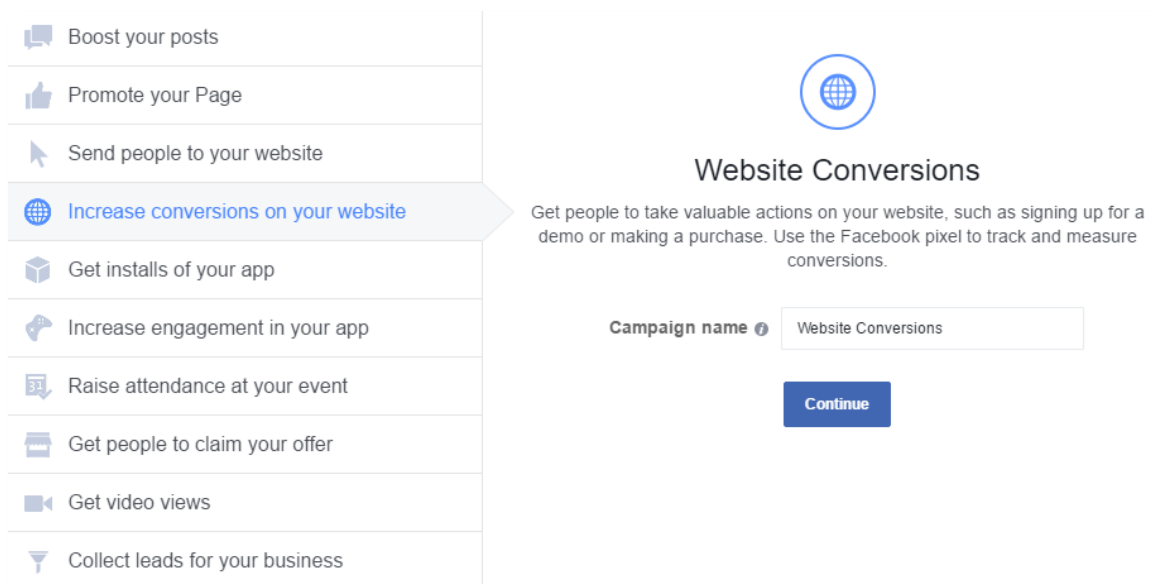 Boost your posts
Promote your Page
Send people to your website
Increase conversions on your website
Get installs of your app
Increase engagement in your app
31
Raise attendance at your event
Get people to claim your offer
Get video views
Collect leads for your business
Website Conversions
Get people to take valuable actions on your website, such as signing up for a
demo or making a purchase. Use the Facebook pixel to track and measure
conversions.
Campaign name i
Website Conversions
Continue